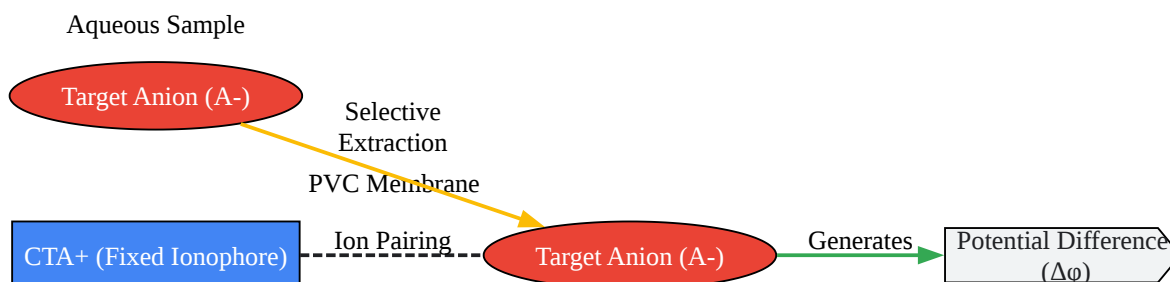 Aqueous Sample
Target Anion (A-)
Selective
Extraction
PVC Membrane
CTA+ (Fixed Ionophore)
Ion Pairing
Target Anion (A-)
Generates
Potential Difference
(Δφ)